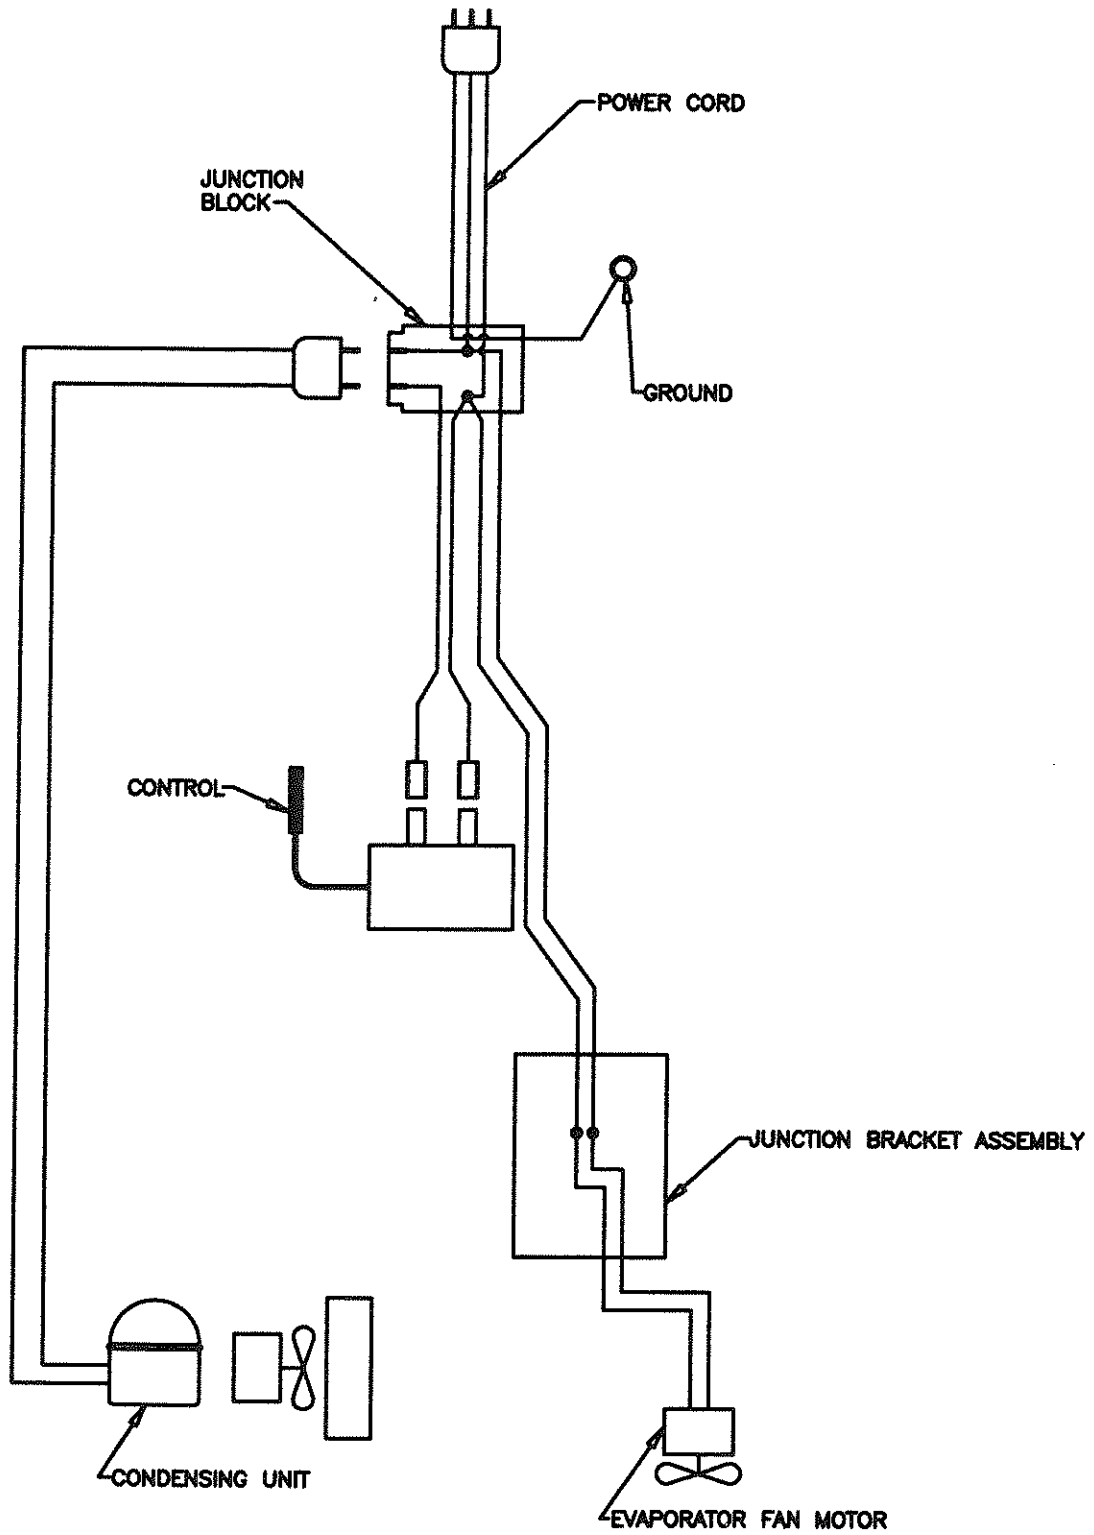 POWER CORD
JUNCTION
BLOCK
GROUND
CONTROL
JUNCTION BRACKET ASSEMBLY
CONDENSING UNIT
EVAPORATOR FAN MOTOR